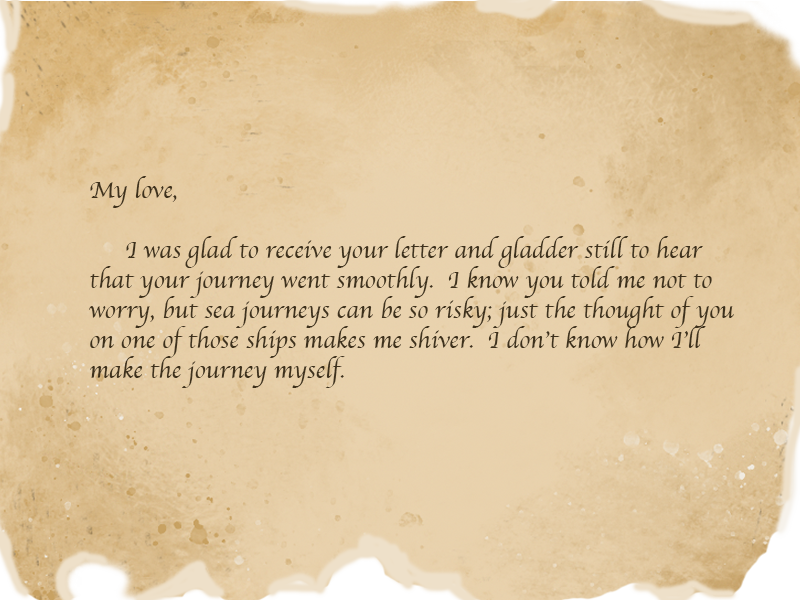 My love,
I was glad to receive your letter and gladder still to hear
that your journey went smoothly.  I know you told me not to
worry, but sea journeys can be so risky; just the thought of you
on one of those ships makes me shiver.  I don't know how I'll
make the journey myself.